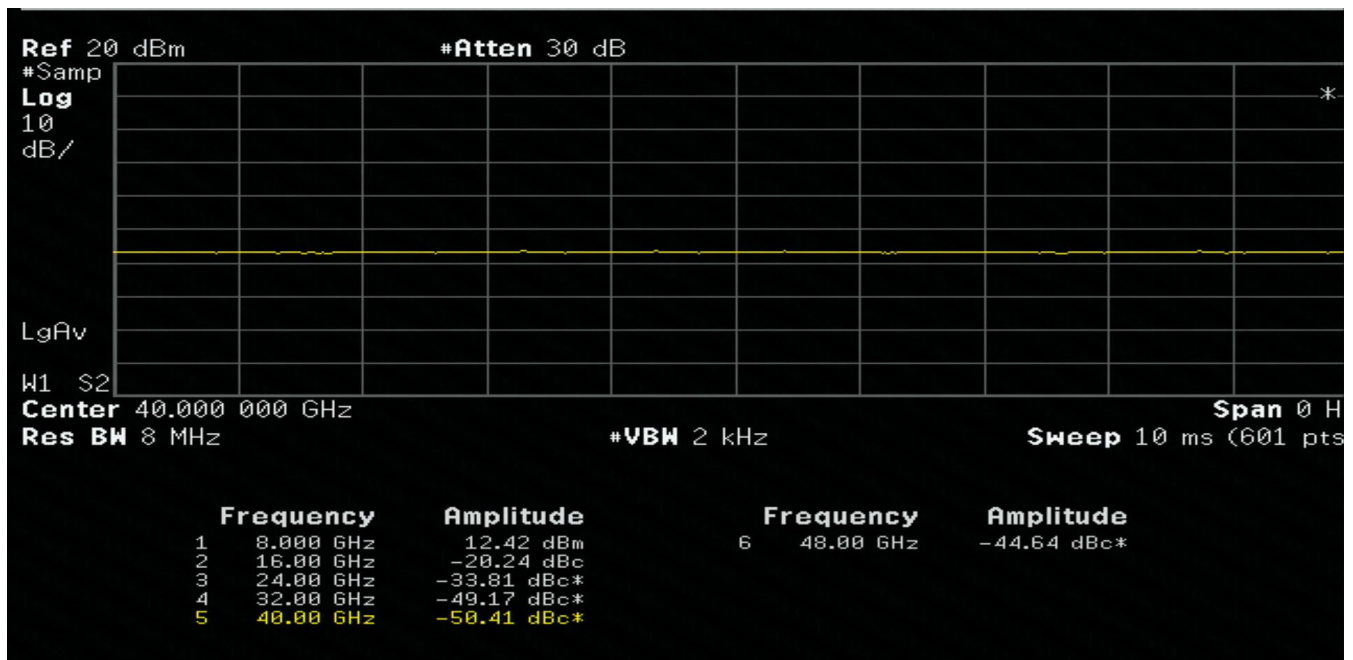 Ref 20 dBm #Atten 30 dB
#Samp
Log
10
dB/
*
LgAv
W1 S2
Center 40.000 000 GHz Span 0 H
Res BW 8 MHz #VBW 2 kHz Sweep 10 ms (601 pts
Frequency Amplitude Frequency Amplitude
1 8.000 GHz 12.42 dBm 6 48.00 GHz -44.64 dBc*
2 16.00 GHz -20.24 dBc
3 24.00 GHz -33.81 dBc*
4 32.00 GHz -49.17 dBc*
5 40.00 GHz -50.41 dBc*